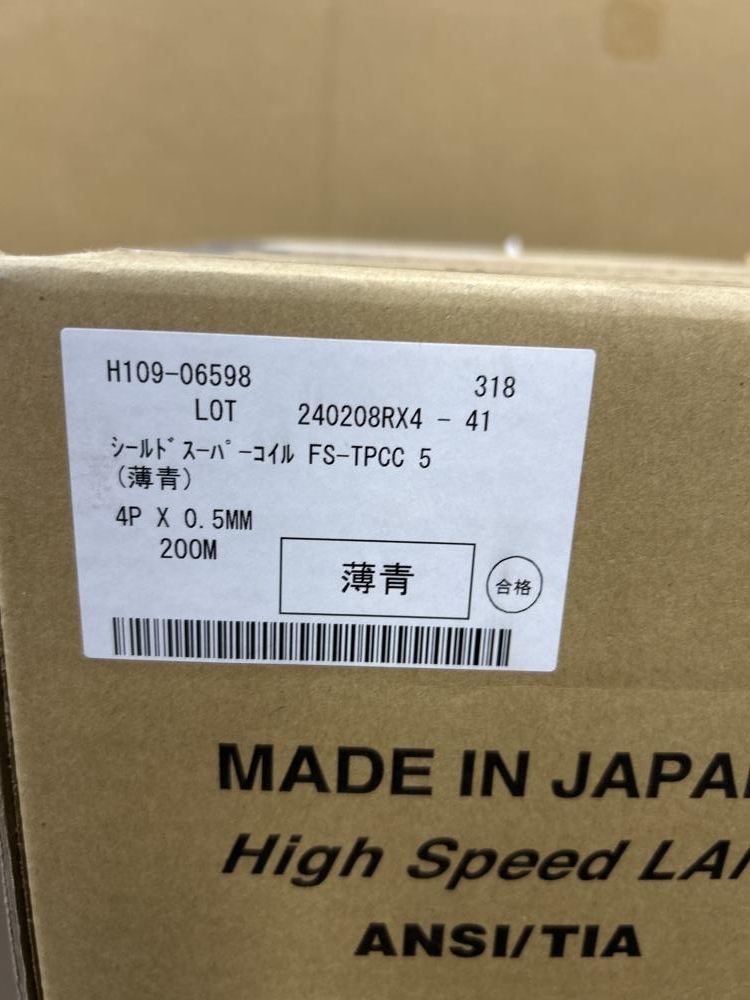 H109-06598 318
LOT 240208RX4 - 41
ｼｰﾙﾄﾞｽｰﾊﾟｰｺｲﾙ FS-TPCC 5
(薄青)
4P X 0.5MM
200M
薄青
合格
MADE IN JAPA
High Speed LA
ANSI/TIA